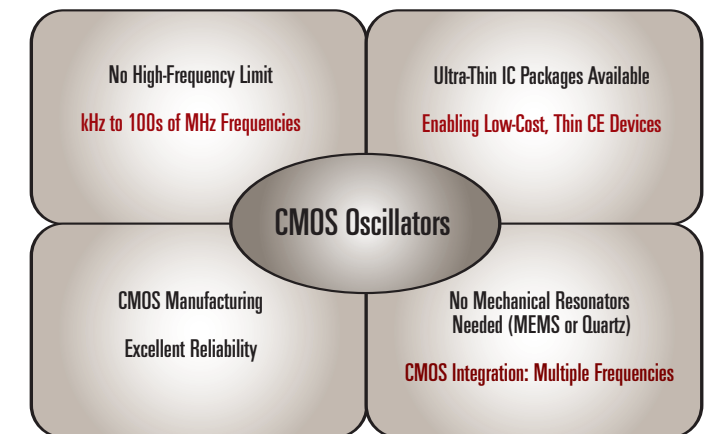 No High-Frequency Limit
kHz to 100s of MHz Frequencies
Ultra-Thin IC Packages Available
Enabling Low-Cost, Thin CE Devices
CMOS Oscillators
CMOS Manufacturing
Excellent Reliability
No Mechanical Resonators
Needed (MEMS or Quartz)
CMOS Integration: Multiple Frequencies